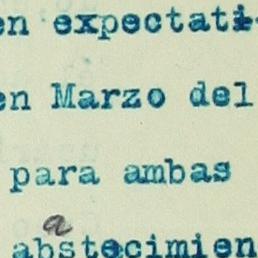 en expectati-
en Marzo del
para ambas
a
abstecimien